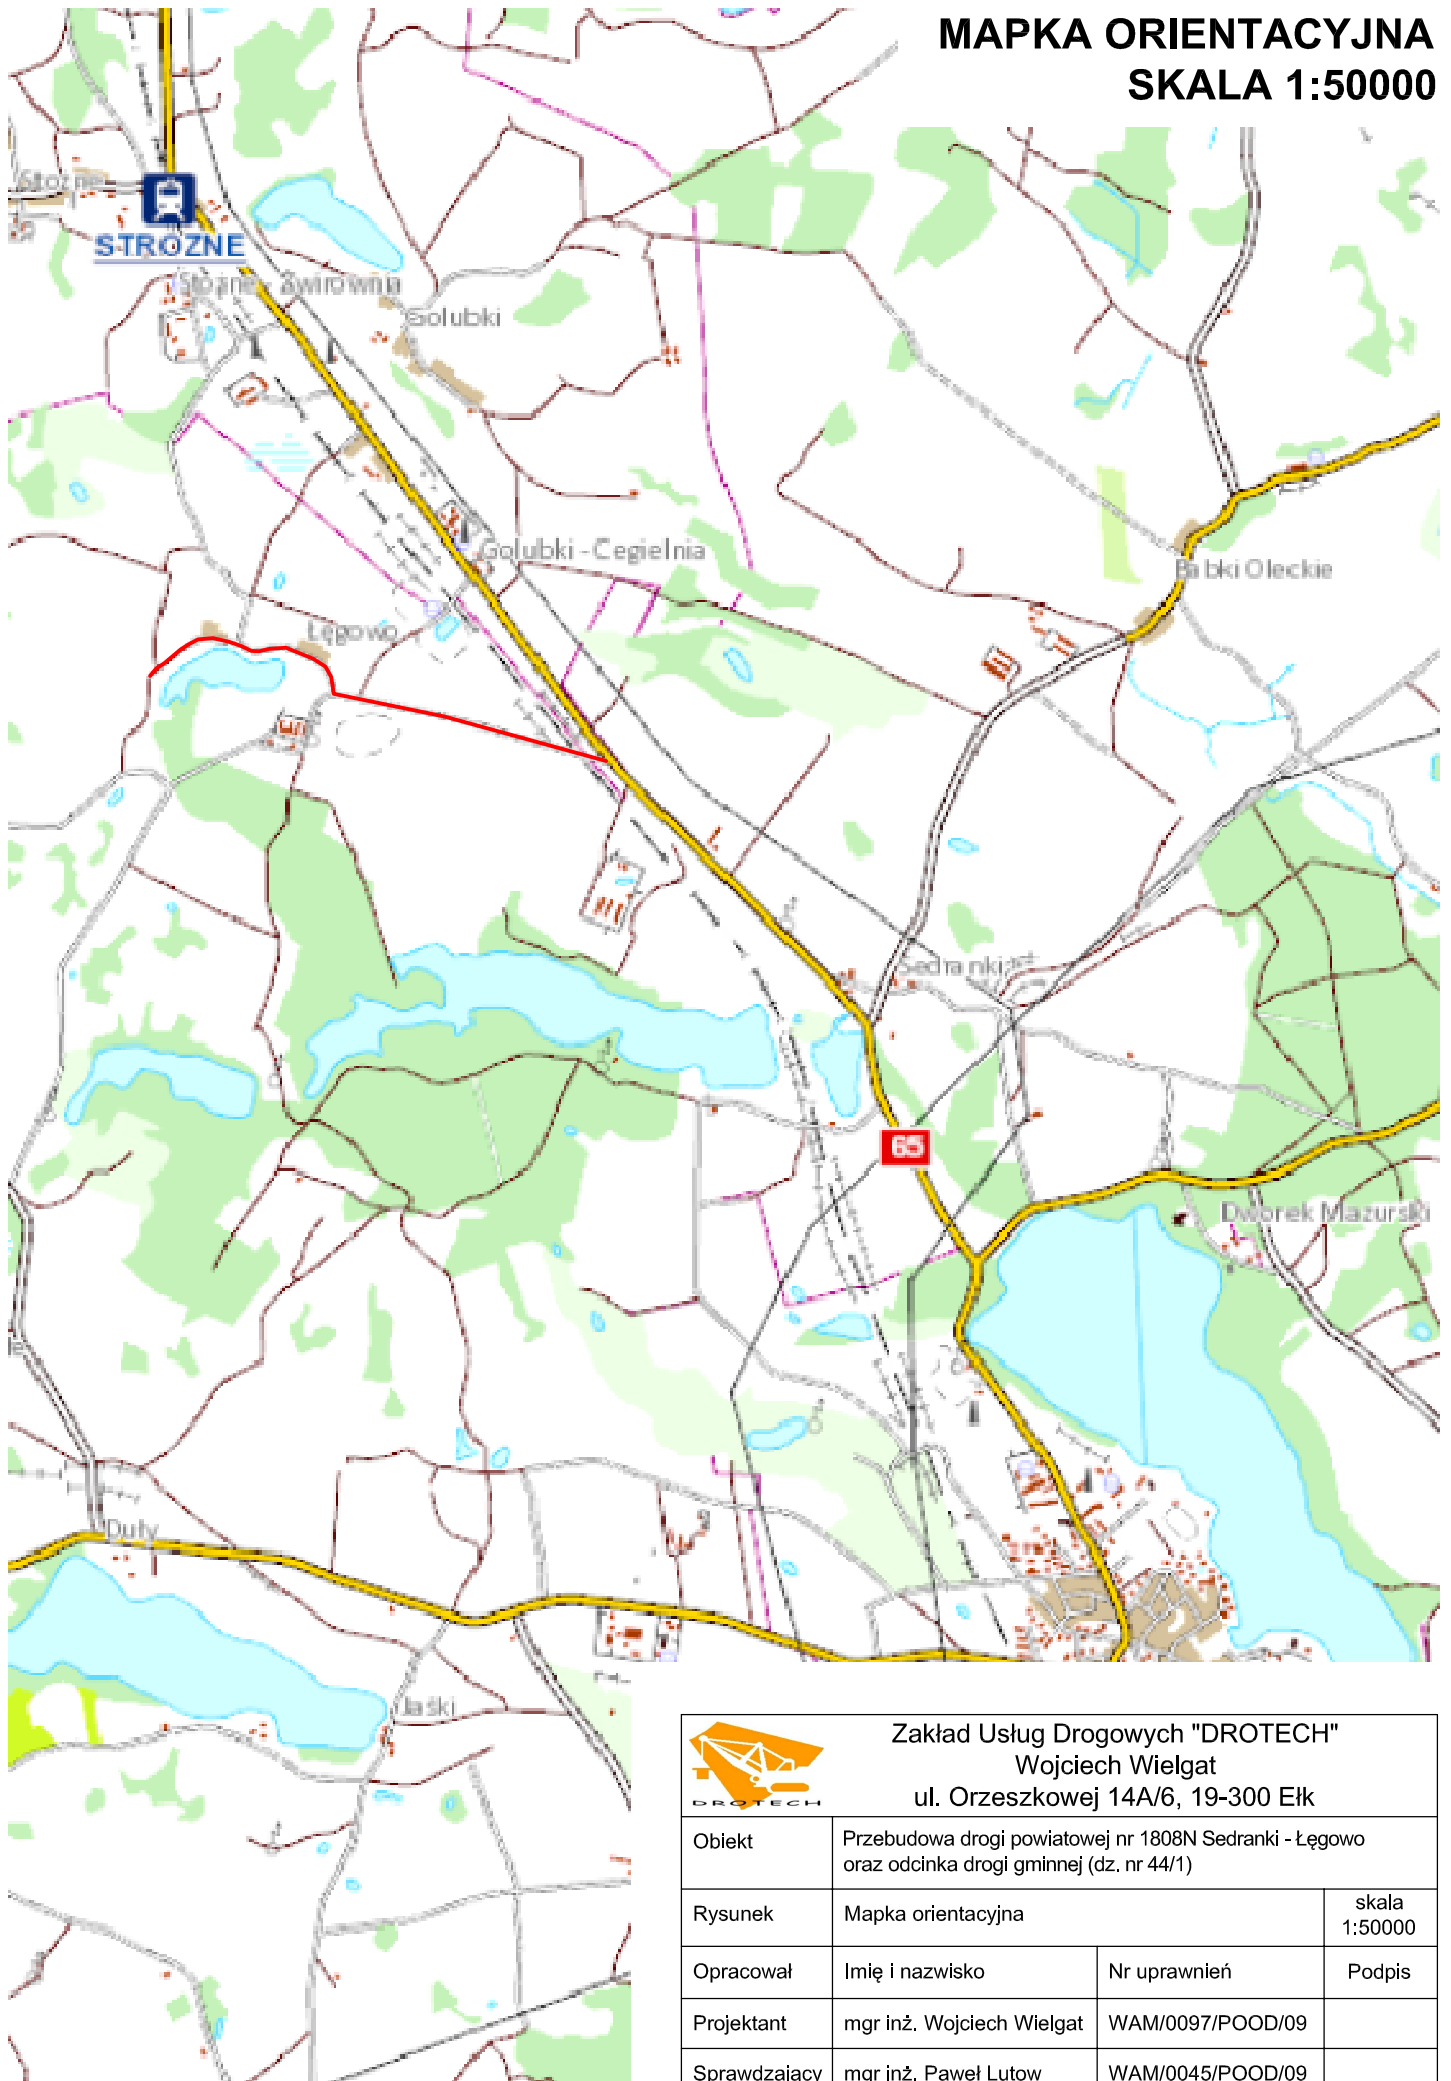 MAPKA ORIENTACYJNA
SKALA 1:50000
Stożne
STROŻNE
Stożne - Żwirownia
Golubki
Golubki - Cegielnia
Babki Oleckie
Łęgowo
Sedranki
65
Dworek Mazurski
Duły
Jaśki
Zakład Usług Drogowych "DROTECH"
Wojciech Wielgat
ul. Orzeszkowej 14A/6, 19-300 Ełk
DROTECH
Obiekt
Przebudowa drogi powiatowej nr 1808N Sedranki - Łęgowo
oraz odcinka drogi gminnej (dz. nr 44/1)
Rysunek
Mapka orientacyjna
skala
1:50000
Opracował
Imię i nazwisko
Nr uprawnień
Podpis
Projektant
mgr inż. Wojciech Wielgat
WAM/0097/POOD/09
Sprawdzający
mgr inż. Paweł Lutow
WAM/0045/POOD/09